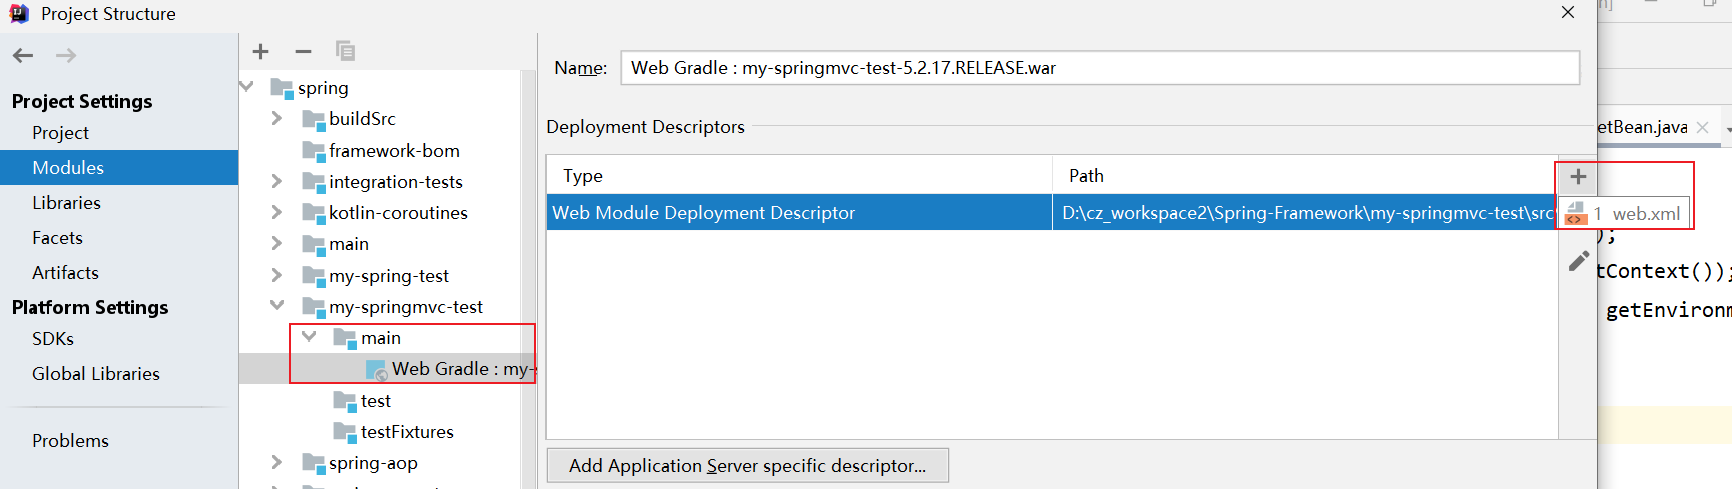 Project Structure
Project Settings
Project
Modules
Libraries
Facets
Artifacts
Platform Settings
SDKs
Global Libraries
Problems
spring
buildSrc
framework-bom
integration-tests
kotlin-coroutines
main
my-spring-test
my-springmvc-test
main
Web Gradle : my-
test
testFixtures
spring-aop
Name: Web Gradle : my-springmvc-test-5.2.17.RELEASE.war
Deployment Descriptors
Type Path
Web Module Deployment Descriptor D:\cz_workspace2\Spring-Framework\my-springmvc-test\src
1 web.xml
Add Application Server specific descriptor...
etBean.java
);
tContext());
getEnvironm